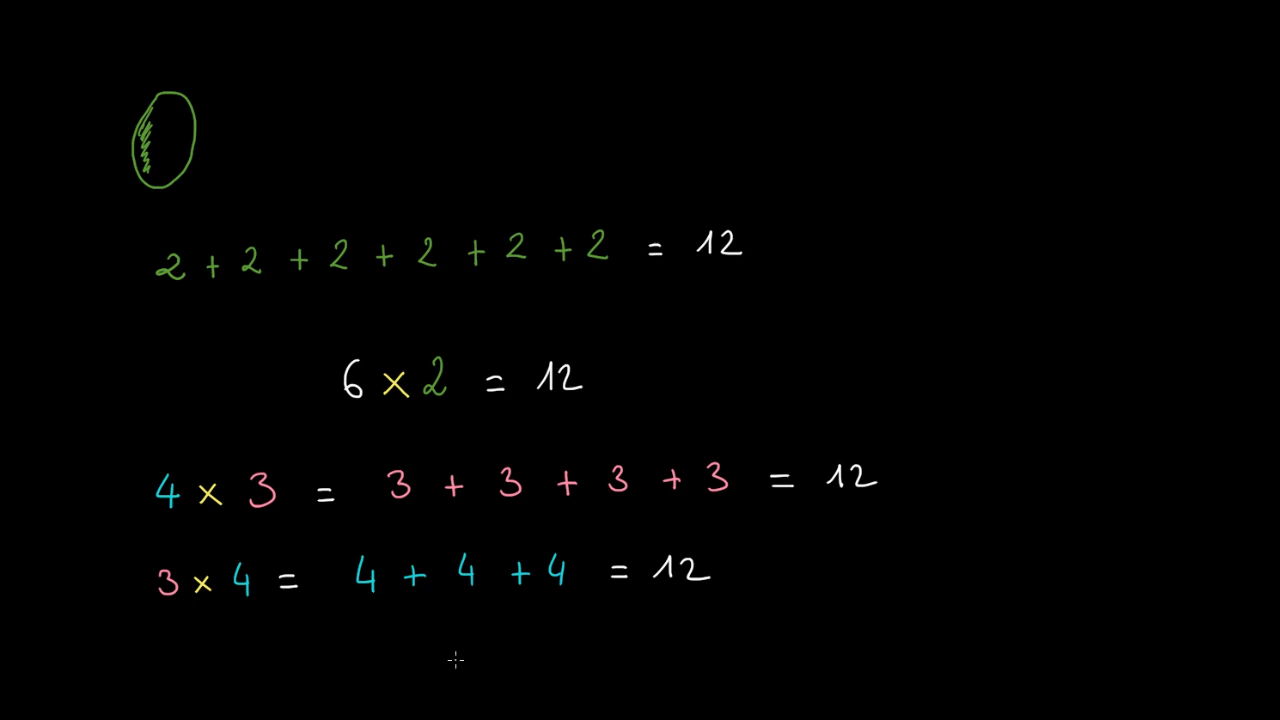 2 + 2 + 2 + 2 + 2 + 2 = 12
6 × 2 = 12
4 × 3 = 3 + 3 + 3 + 3 = 12
3 × 4 = 4 + 4 + 4 = 12